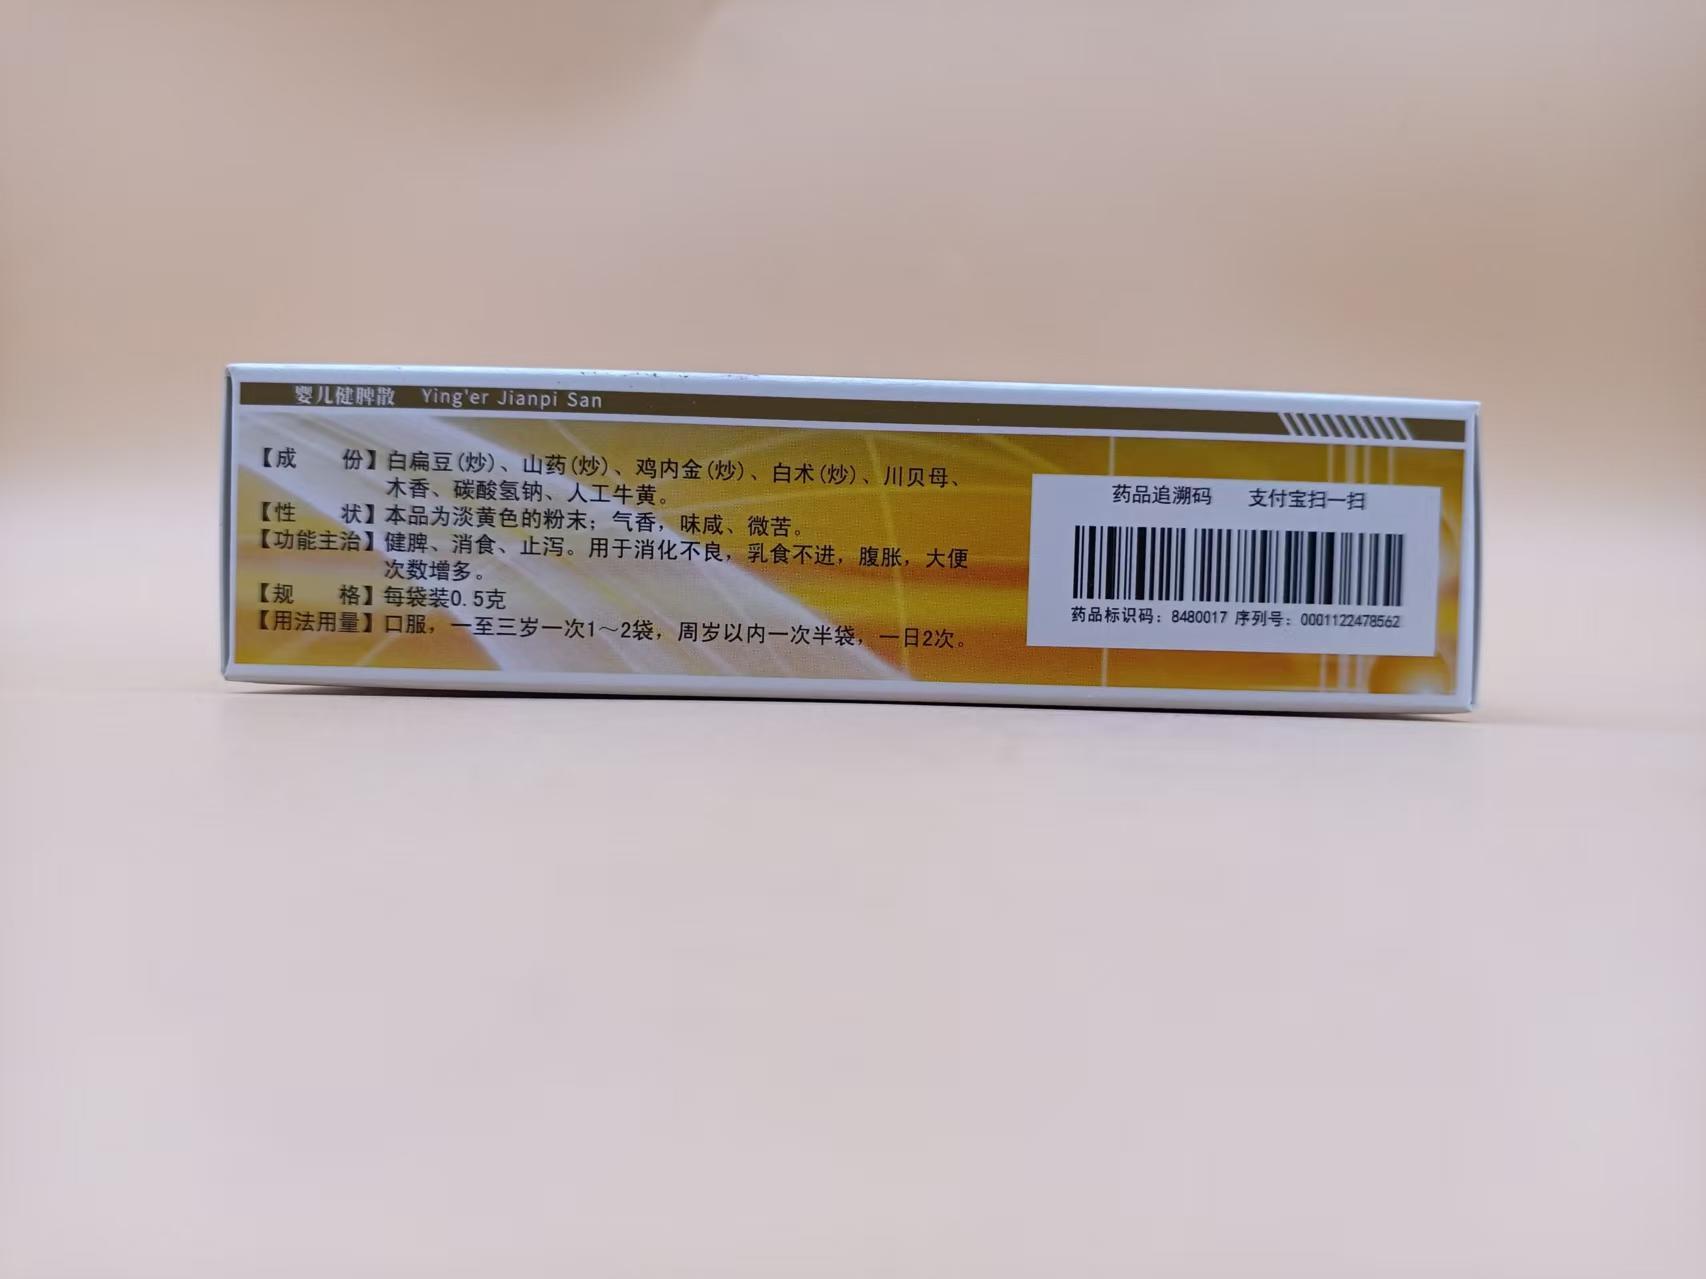 婴儿健脾散 Ying'er Jianpi San
【成 份】白扁豆(炒)、山药(炒)、鸡内金(炒)、白术(炒)、川贝母、
木香、碳酸氢钠、人工牛黄。
【性 状】本品为淡黄色的粉末；气香，味咸、微苦。
【功能主治】健脾、消食、止泻。用于消化不良，乳食不进，腹胀，大便
次数增多。
【规 格】每袋装0.5克
【用法用量】口服，一至三岁一次1～2袋，周岁以内一次半袋，一日2次。
药品追溯码 支付宝扫一扫
药品标识码：8480017 序列号：0001122478562